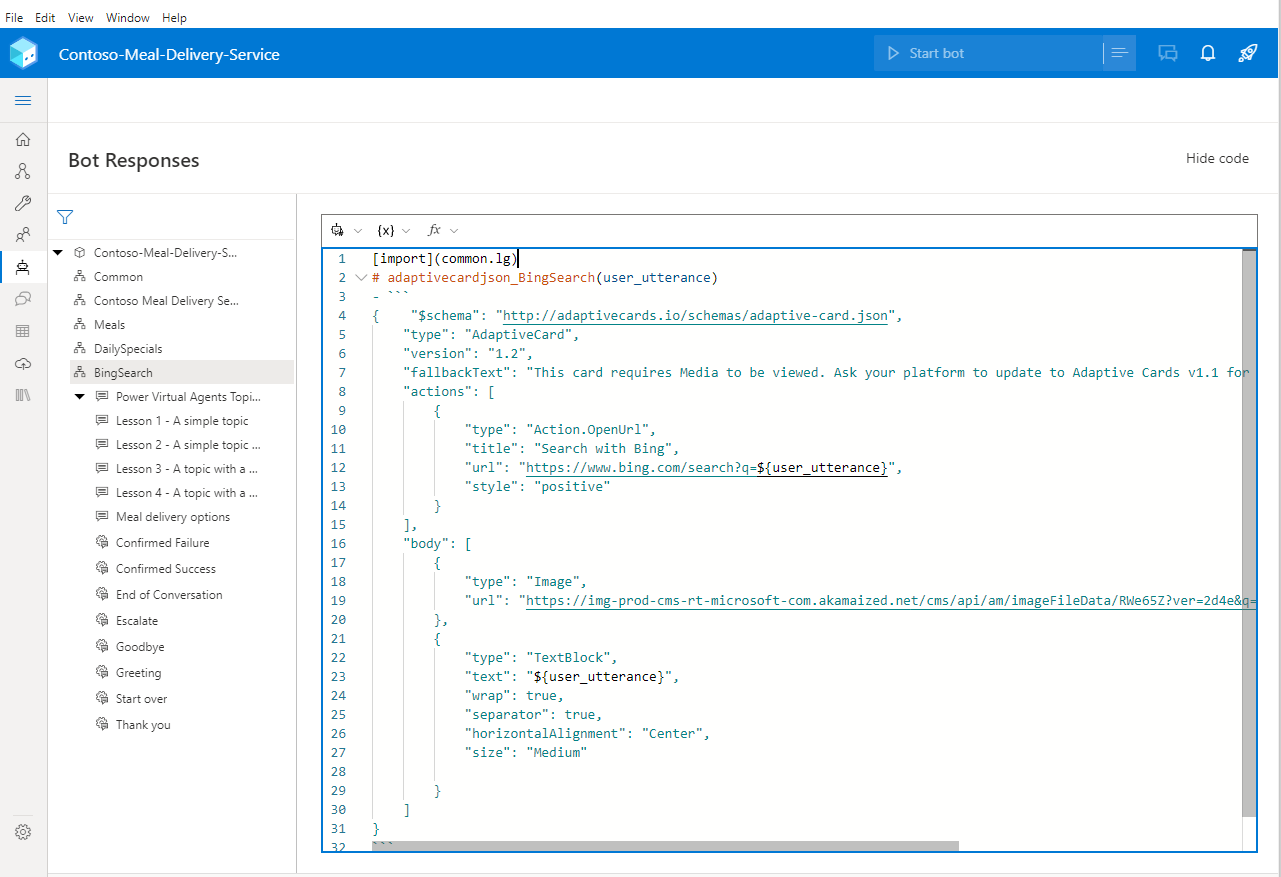 File Edit View Window Help
Contoso-Meal-Delivery-Service
Start bot
Bot Responses
Hide code
Contoso-Meal-Delivery-S...
Common
Contoso Meal Delivery Se...
Meals
DailySpecials
BingSearch
Power Virtual Agents Topi...
Lesson 1 - A simple topic
Lesson 2 - A simple topic ...
Lesson 3 - A topic with a ...
Lesson 4 - A topic with a ...
Meal delivery options
Confirmed Failure
Confirmed Success
End of Conversation
Escalate
Goodbye
Greeting
Start over
Thank you
{x} fx
1 [import](common.lg)
2 # adaptivecardjson_BingSearch(user_utterance)
3 - ```
4 { "$schema": "http://adaptivecards.io/schemas/adaptive-card.json",
5 "type": "AdaptiveCard",
6 "version": "1.2",
7 "fallbackText": "This card requires Media to be viewed. Ask your platform to update to Adaptive Cards v1.1 for
8 "actions": [
9 {
10 "type": "Action.OpenUrl",
11 "title": "Search with Bing",
12 "url": "https://www.bing.com/search?q=${user_utterance}",
13 "style": "positive"
14 }
15 ],
16 "body": [
17 {
18 "type": "Image",
19 "url": "https://img-prod-cms-rt-microsoft-com.akamaized.net/cms/api/am/imageFileData/RWe65Z?ver=2d4e&q=
20 },
21 {
22 "type": "TextBlock",
23 "text": "${user_utterance}",
24 "wrap": true,
25 "separator": true,
26 "horizontalAlignment": "Center",
27 "size": "Medium"
28
29 }
30 ]
31 }
32 ```